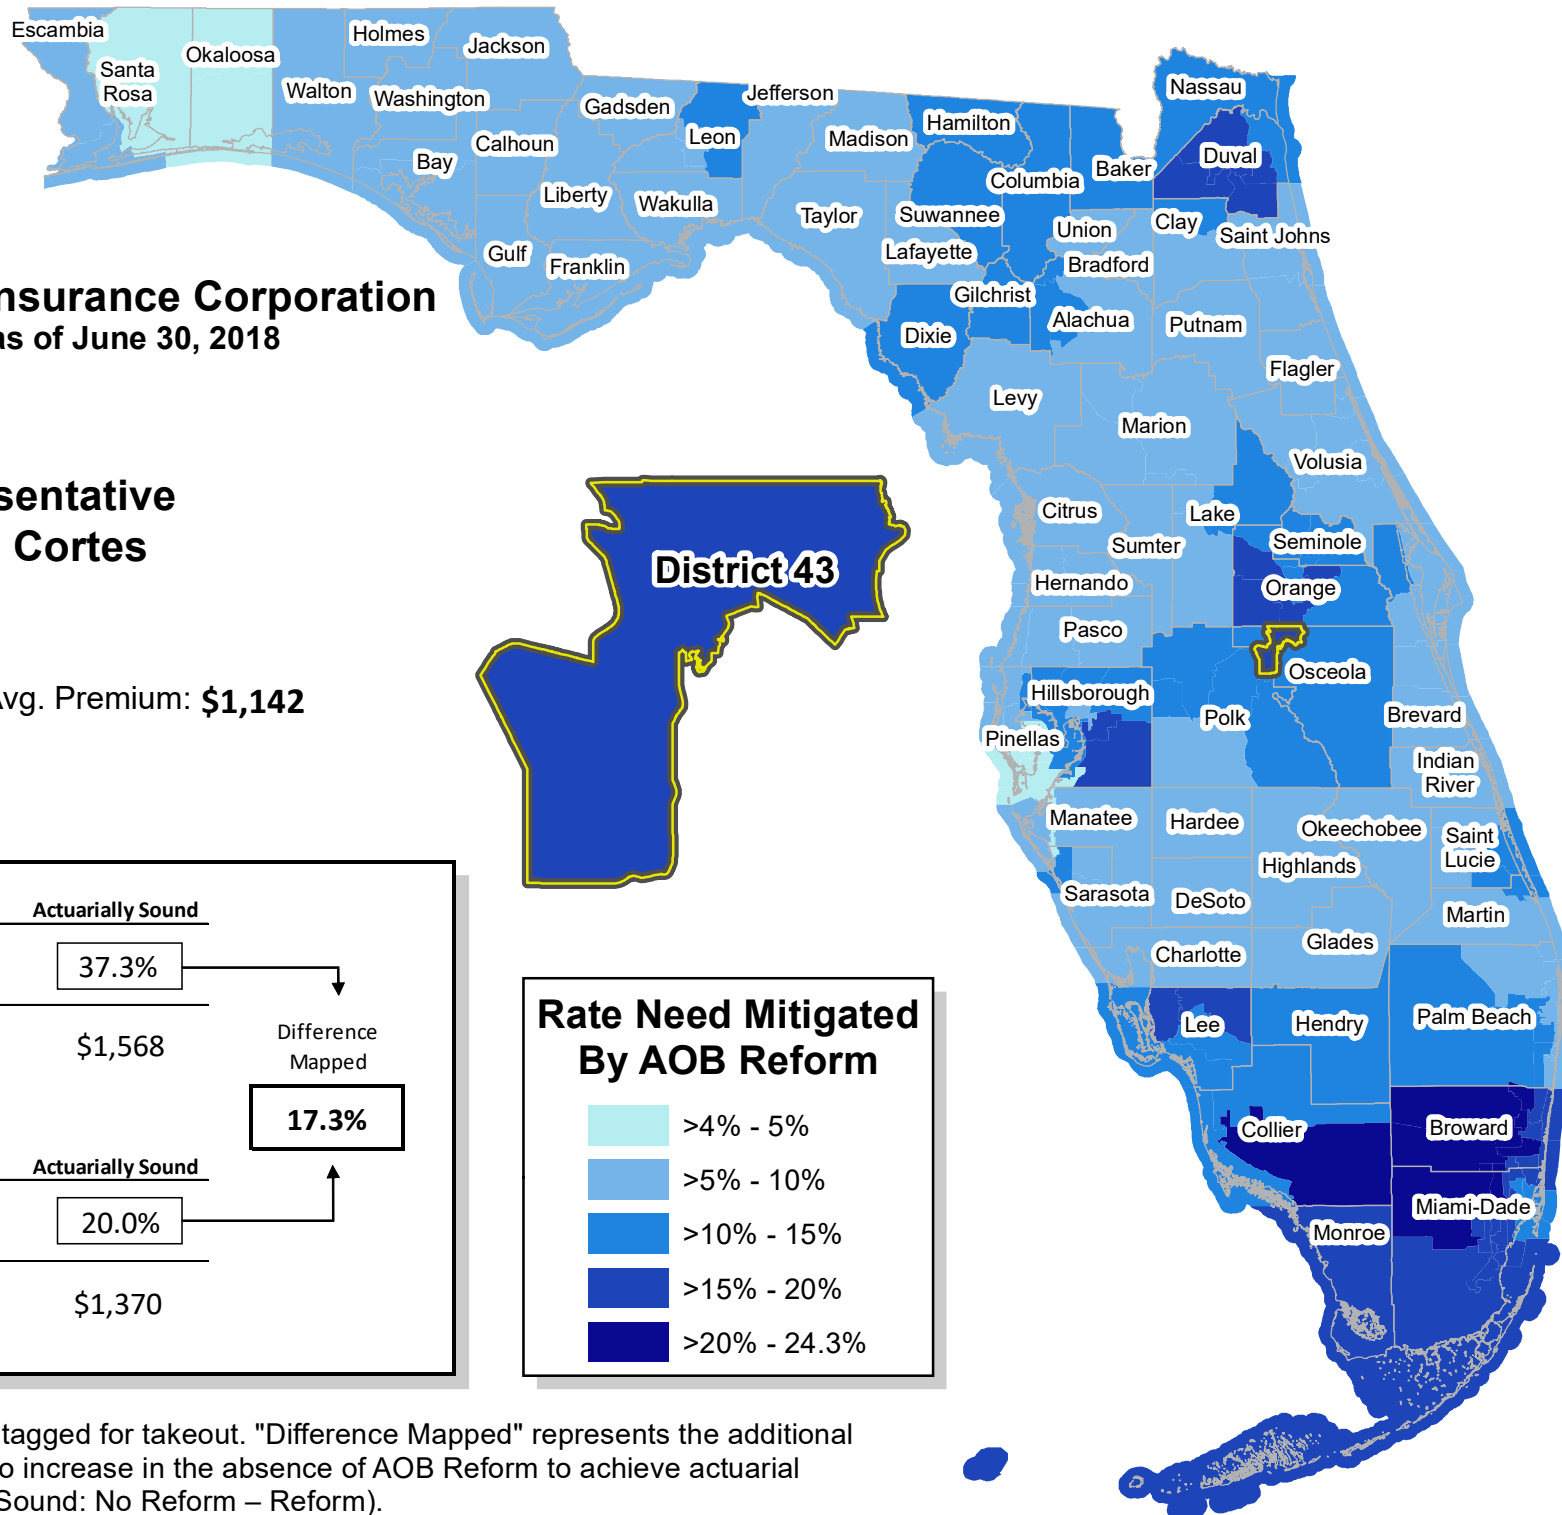 Escambia
Santa
Rosa
Okaloosa
Walton
Holmes
Washington
Jackson
Bay
Calhoun
Gulf
Liberty
Franklin
Gadsden
Wakulla
Leon
Jefferson
Madison
Taylor
Hamilton
Suwannee
Lafayette
Columbia
Baker
Nassau
Duval
Union
Clay
Saint Johns
Bradford
Gilchrist
Dixie
Alachua
Putnam
Flagler
Levy
Marion
Volusia
Citrus
Lake
Sumter
Seminole
Hernando
Orange
Pasco
Osceola
Hillsborough
Polk
Brevard
Pinellas
Indian
River
Manatee
Hardee
Okeechobee
Saint
Lucie
Highlands
Sarasota
DeSoto
Martin
Glades
Charlotte
Lee
Hendry
Palm Beach
Collier
Broward
Miami-Dade
Monroe
nsurance Corporation
as of June 30, 2018
sentative
Cortes
District 43
Avg. Premium: $1,142
Actuarially Sound
37.3%
$1,568
Difference
Mapped
17.3%
Actuarially Sound
20.0%
$1,370
Rate Need Mitigated
By AOB Reform
>4% - 5%
>5% - 10%
>10% - 15%
>15% - 20%
>20% - 24.3%
tagged for takeout. "Difference Mapped" represents the additional
o increase in the absence of AOB Reform to achieve actuarial
Sound: No Reform – Reform).